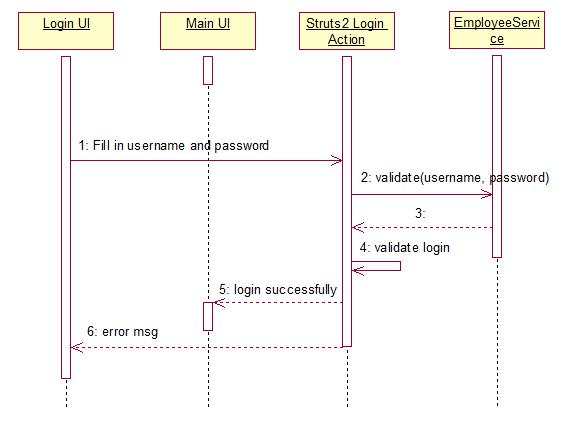 Login UI
Main UI
Struts2 Login
Action
EmployeeServi
ce
1: Fill in username and password
2: validate(username, password)
3:
4: validate login
5: login successfully
6: error msg